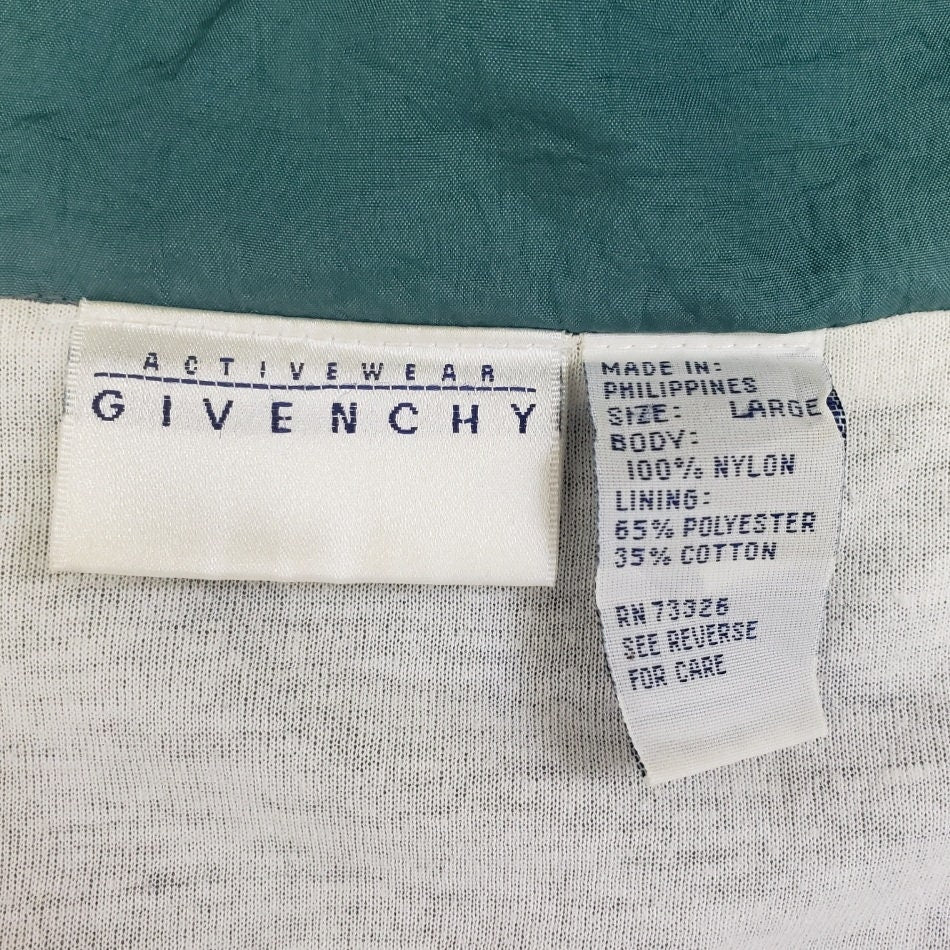 ACTIVEWEAR
GIVENCHY
MADE IN:
PHILIPPINES
SIZE: LARGE
BODY:
100% NYLON
LINING:
65% POLYESTER
35% COTTON
RN 73326
SEE REVERSE
FOR CARE